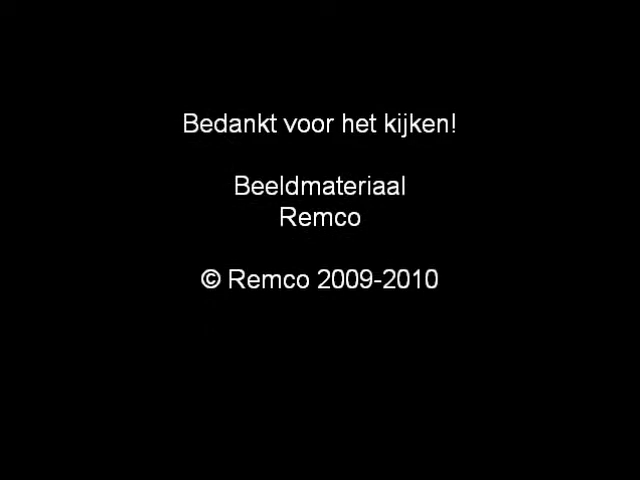 Bedankt voor het kijken!
Beeldmateriaal
Remco
© Remco 2009-2010